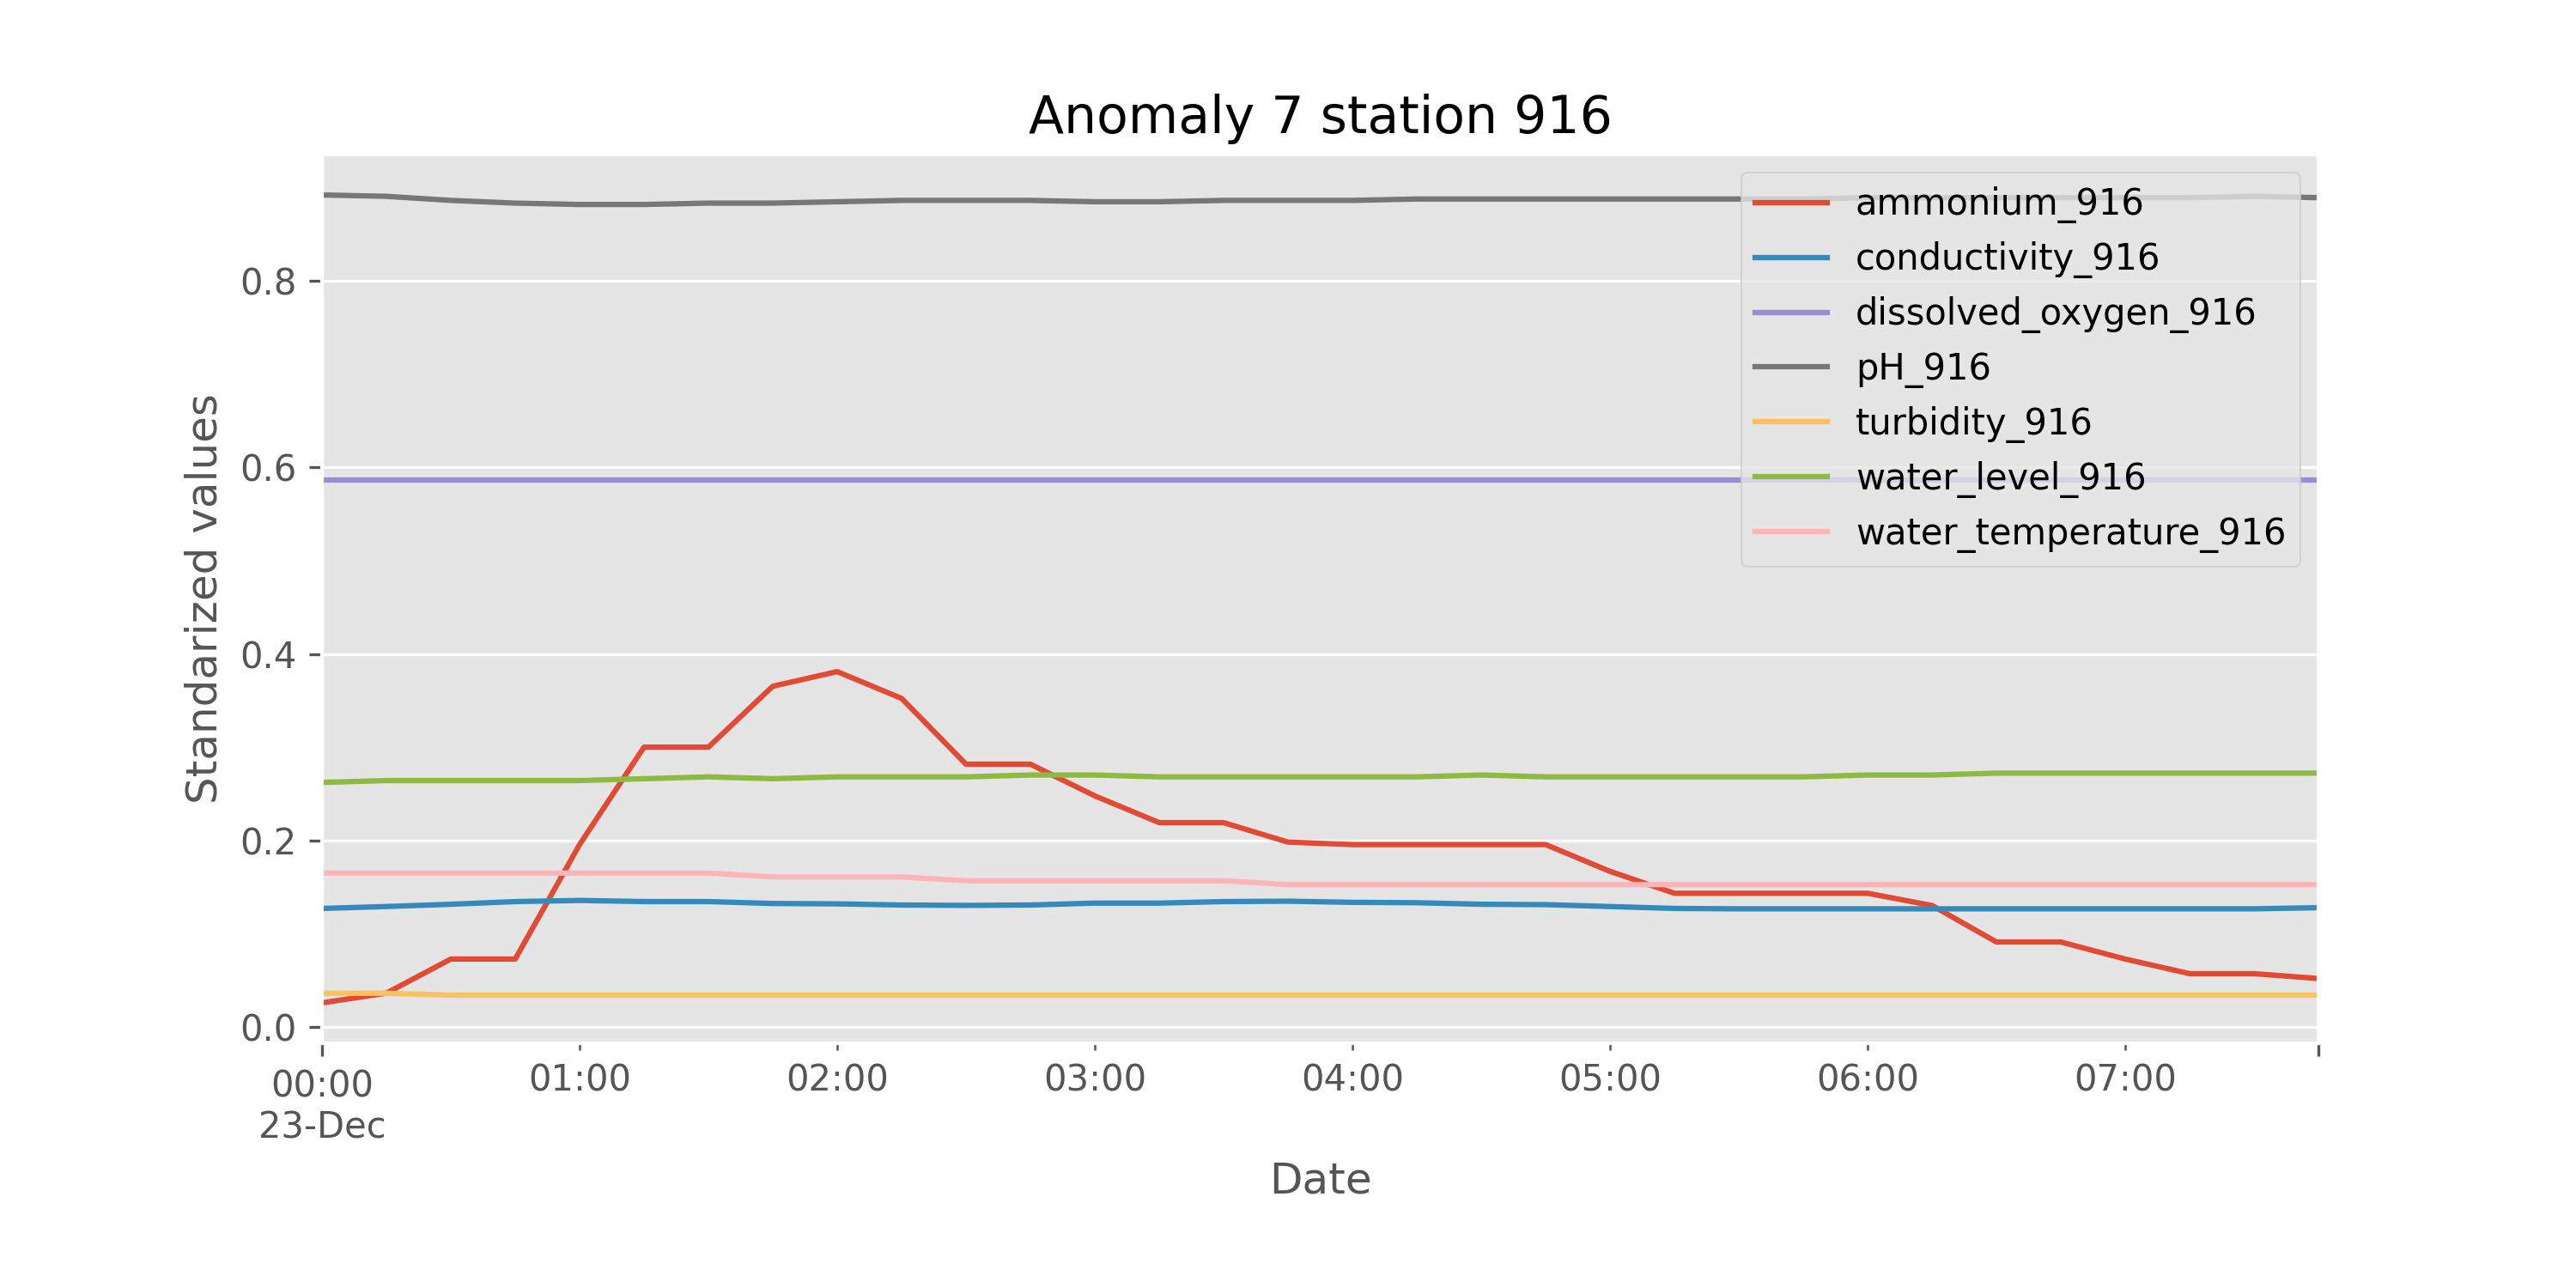 Anomaly 7 station 916
ammonium_916
conductivity_916
dissolved_oxygen_916
pH_916
turbidity_916
water_level_916
water_temperature_916
Standarized values
0.8
0.6
0.4
0.2
0.0
00:00 01:00 02:00 03:00 04:00 05:00 06:00 07:00
23-Dec
Date